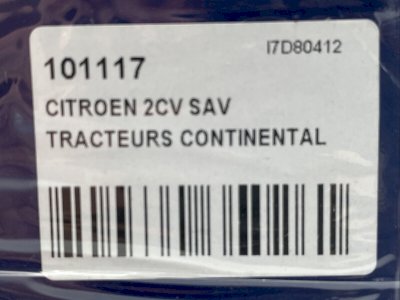 I7D80412
101117
CITROEN 2CV SAV
TRACTEURS CONTINENTAL